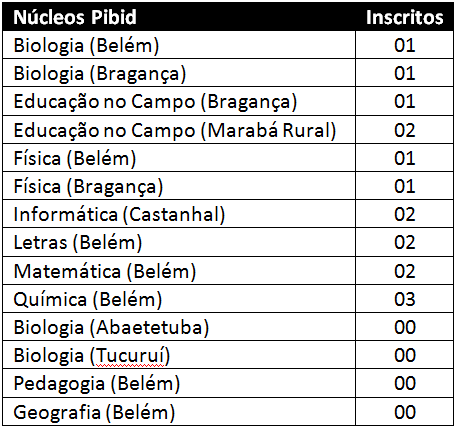 Núcleos Pibid Inscritos
Biologia (Belém) 01
Biologia (Bragança) 01
Educação no Campo (Bragança) 01
Educação no Campo (Marabá Rural) 02
Física (Belém) 01
Física (Bragança) 01
Informática (Castanhal) 02
Letras (Belém) 02
Matemática (Belém) 02
Química (Belém) 03
Biologia (Abaetetuba) 00
Biologia (Tucuruí) 00
Pedagogia (Belém) 00
Geografia (Belém) 00